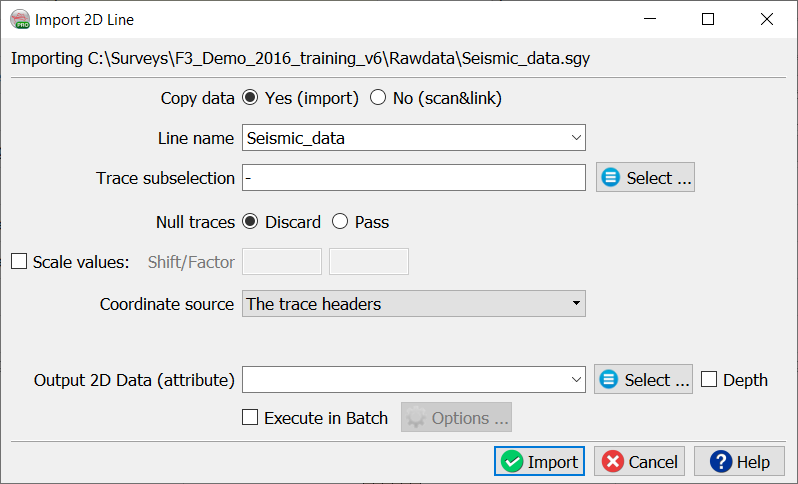 Import 2D Line
PRO
Importing C:\Surveys\F3_Demo_2016_training_v6\Rawdata\Seismic_data.sgy
Copy data Yes (import) No (scan&link)
Line name Seismic_data
Trace subselection - Select ...
Null traces Discard Pass
Scale values: Shift/Factor
Coordinate source The trace headers
Output 2D Data (attribute) Select ... Depth
Execute in Batch Options ...
Import Cancel Help